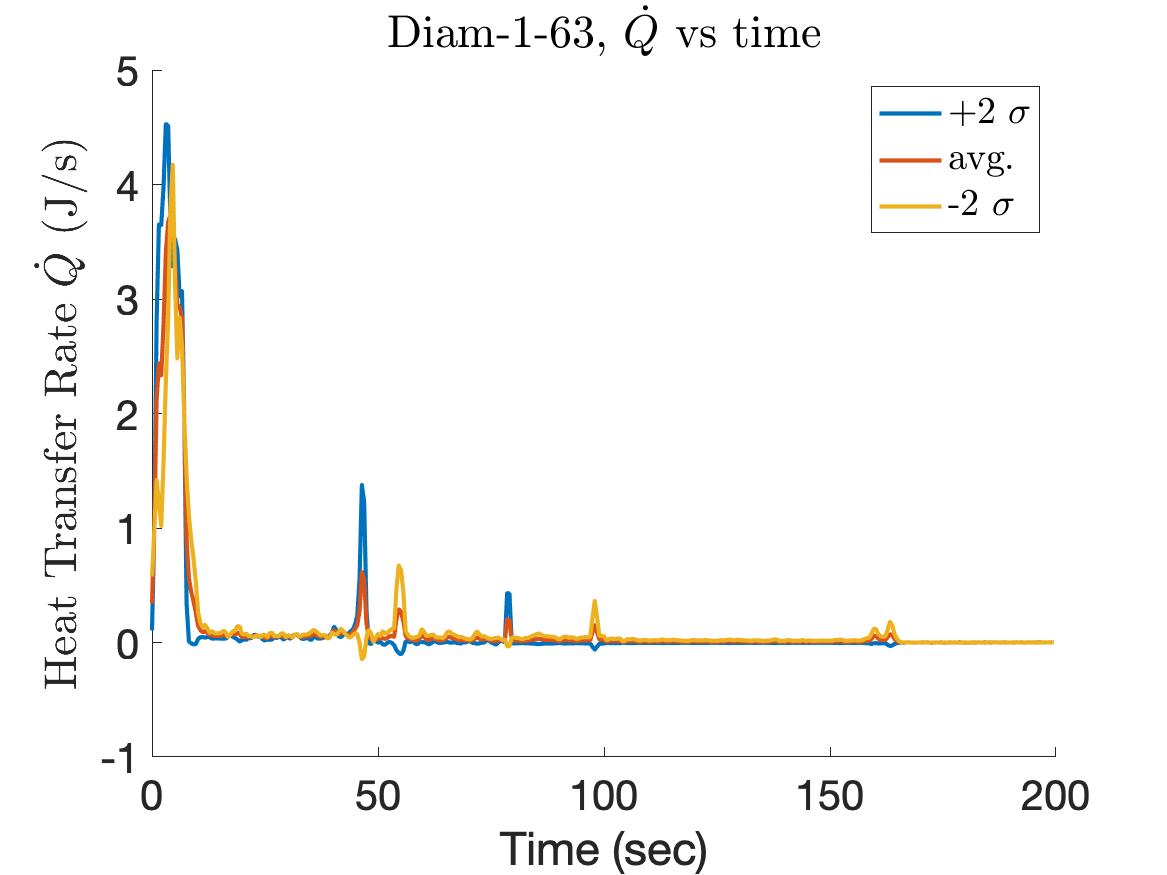 Diam-1-63, Q̇ vs time
5
4
3
2
1
0
-1
Heat Transfer Rate Q̇ (J/s)
+2 σ
avg.
-2 σ
0 50 100 150 200
Time (sec)